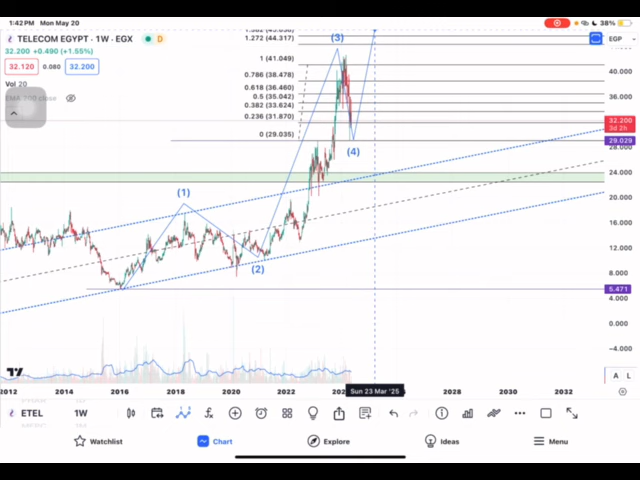 1:42 PM Mon May 20
38%
TELECOM EGYPT · 1W · EGX D
EGP
32.200 +0.490 (+1.55%)
32.120 0.080 32.200
Vol 20
1.272 (44.317)
1 (41.049)
0.786 (38.478)
0.618 (36.460)
0.5 (35.042)
0.382 (33.624)
0.236 (31.870)
0 (29.035)
(1)
(2)
(3)
(4)
40.000
36.000
32.200
3d 2h
29.039
28.000
24.000
20.000
16.000
12.000
8.000
5.471
4.000
0.000
-4.000
2012 2014 2016 2018 2020 2022 Sun 23 Mar '25 2028 2030 2032
A L
ETEL 1W
Watchlist Chart Explore Ideas Menu